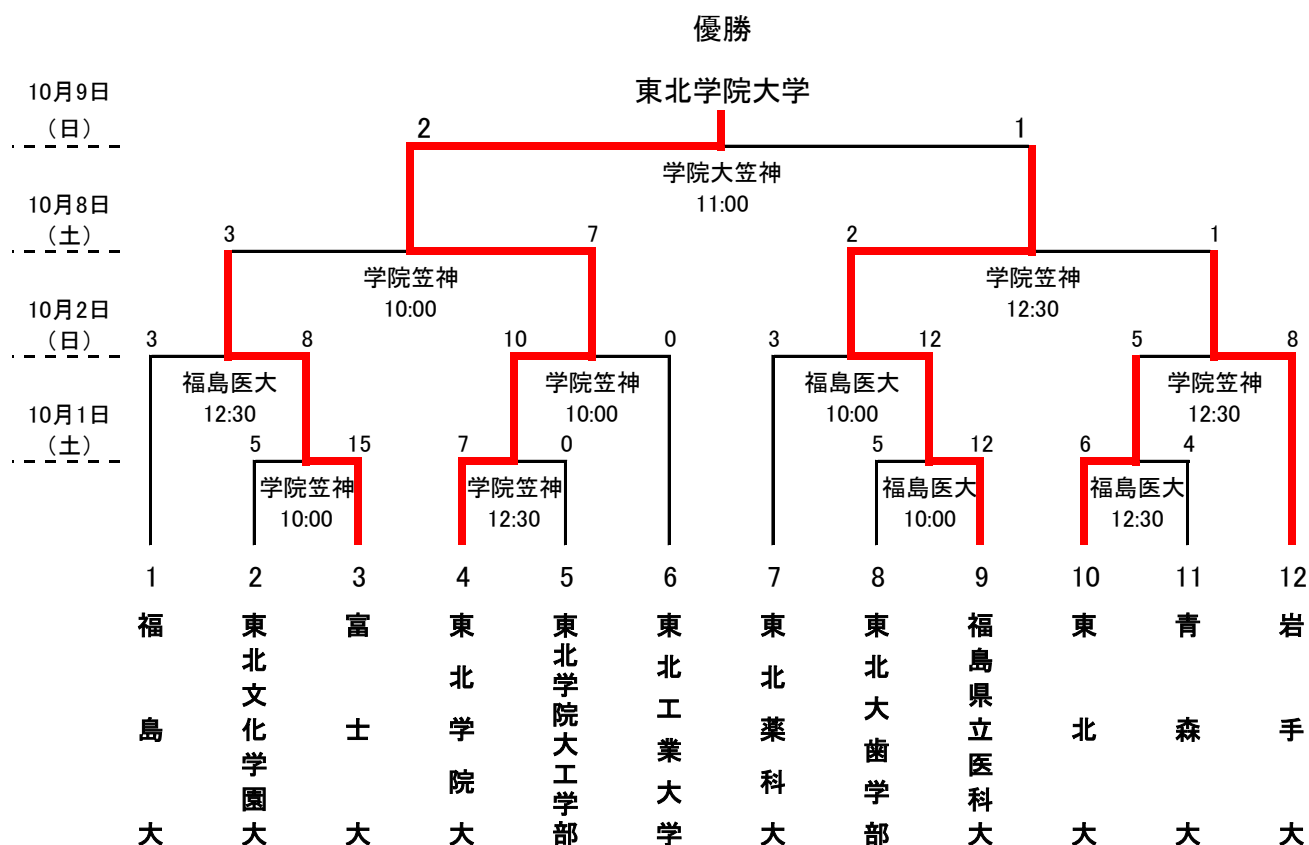 優勝
東北学院大学
10月9日
（日）
2
1
学院大笠神
11:00
10月8日
（土）
3
7
2
1
学院笠神
10:00
学院笠神
12:30
10月2日
（日）
3
8
10
0
3
12
5
8
福島医大
12:30
学院笠神
10:00
福島医大
10:00
学院笠神
12:30
10月1日
（土）
5
15
7
0
5
12
6
4
学院笠神
10:00
学院笠神
12:30
福島医大
10:00
福島医大
12:30
1
2
3
4
5
6
7
8
9
10
11
12
福島大
東北文化学園大
富士大
東北学院大
東北学院大工学部
東北工業大学
東北薬科大
東北大歯学部
福島県立医科大
東北大
青森大
岩手大